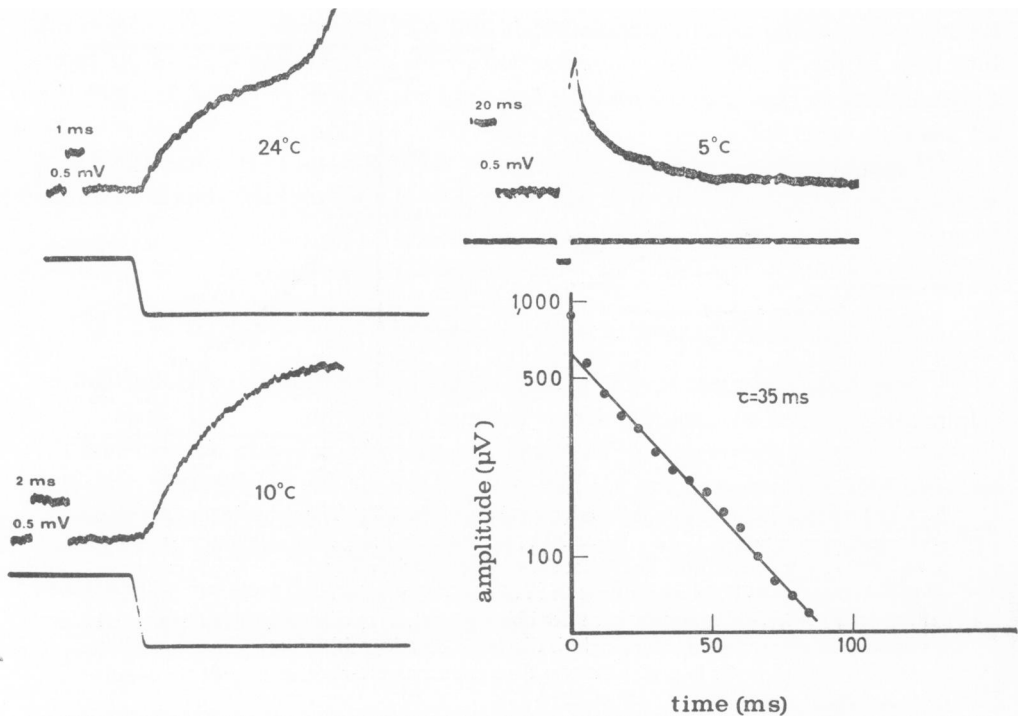 1 ms
0.5 mV
24°C
20 ms
0.5 mV
5°C
2 ms
0.5 mV
10°C
1,000
500
100
amplitude (µV)
τ=35 ms
0
50
100
time (ms)